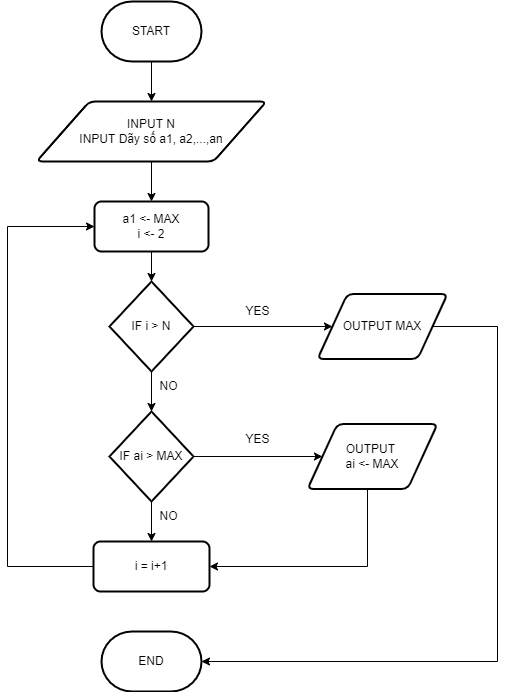 START
INPUT N
INPUT Dãy số a1, a2,...,an
a1 <- MAX
i <- 2
IF i > N
YES
OUTPUT MAX
NO
IF ai > MAX
YES
OUTPUT
ai <- MAX
NO
i = i+1
END